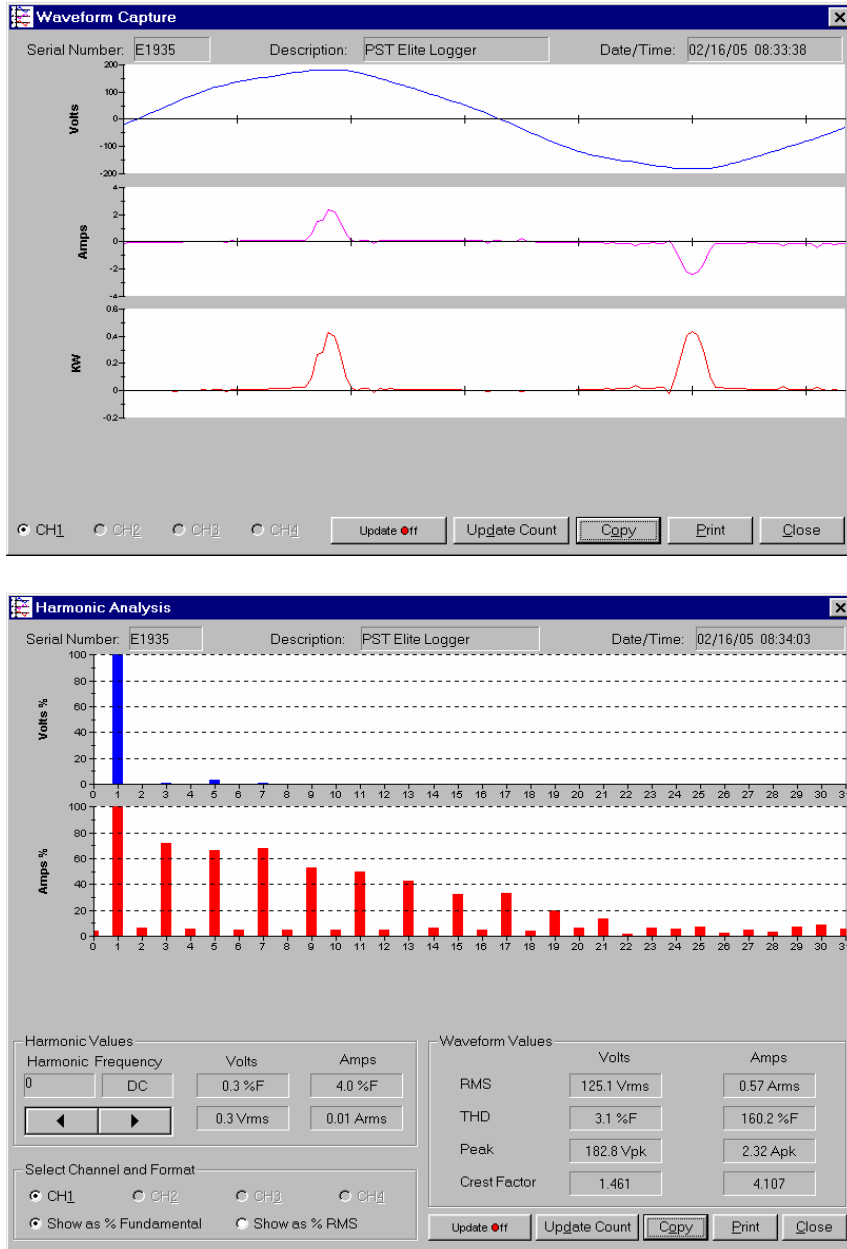 Waveform Capture
Serial Number: E1935 Description: PST Elite Logger Date/Time: 02/16/05 08:33:38
200
100
0
-100
-200
Volts
4
2
0
-2
-4
Amps
0.6
0.4
0.2
0
-0.2
KW
CH1 CH2 CH3 CH4 Update Off Update Count Copy Print Close
Harmonic Analysis
Serial Number: E1935 Description: PST Elite Logger Date/Time: 02/16/05 08:34:03
100
80
60
40
20
0
Volts %
0 1 2 3 4 5 6 7 8 9 10 11 12 13 14 15 16 17 18 19 20 21 22 23 24 25 26 27 28 29 30 31
100
80
60
40
20
0
Amps %
0 1 2 3 4 5 6 7 8 9 10 11 12 13 14 15 16 17 18 19 20 21 22 23 24 25 26 27 28 29 30 31
Harmonic Values
Harmonic Frequency Volts Amps
0 DC 0.3 %F 4.0 %F
0.3 Vrms 0.01 Arms
Select Channel and Format
CH1 CH2 CH3 CH4
Show as % Fundamental Show as % RMS
Waveform Values
Volts Amps
RMS 125.1 Vrms 0.57 Arms
THD 3.1 %F 160.2 %F
Peak 182.8 Vpk 2.32 Apk
Crest Factor 1.461 4.107
Update Off Update Count Copy Print Close